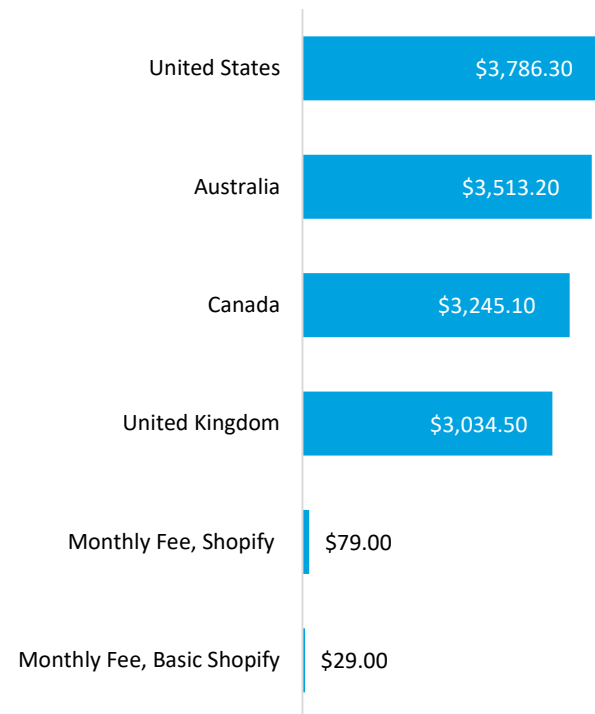 United States $3,786.30
Australia $3,513.20
Canada $3,245.10
United Kingdom $3,034.50
Monthly Fee, Shopify $79.00
Monthly Fee, Basic Shopify $29.00